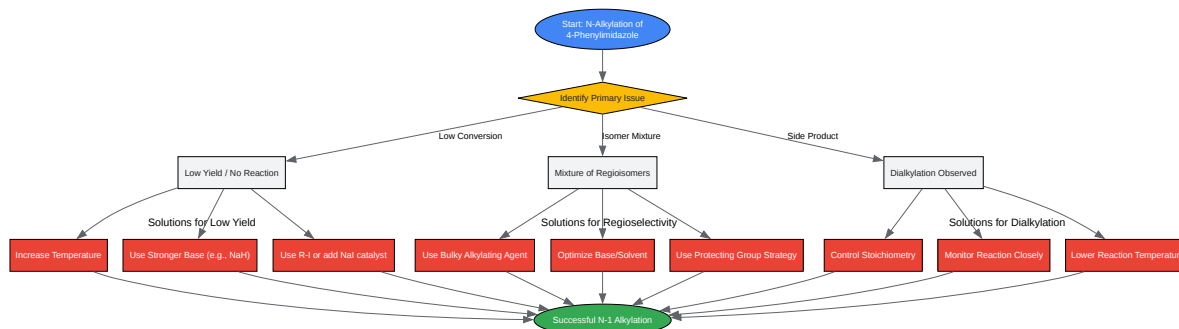 Start: N-Alkylation of
4-Phenylimidazole
Identify Primary Issue
Low Conversion
Isomer Mixture
Side Product
Low Yield / No Reaction
Mixture of Regioisomers
Dialkylation Observed
Solutions for Low Yield
Solutions for Regioselectivity
Solutions for Dialkylation
Increase Temperature
Use Stronger Base (e.g., NaH)
Use R-I or add NaI catalyst
Use Bulky Alkylating Agent
Optimize Base/Solvent
Use Protecting Group Strategy
Control Stoichiometry
Monitor Reaction Closely
Lower Reaction Temperature
Successful N-1 Alkylation